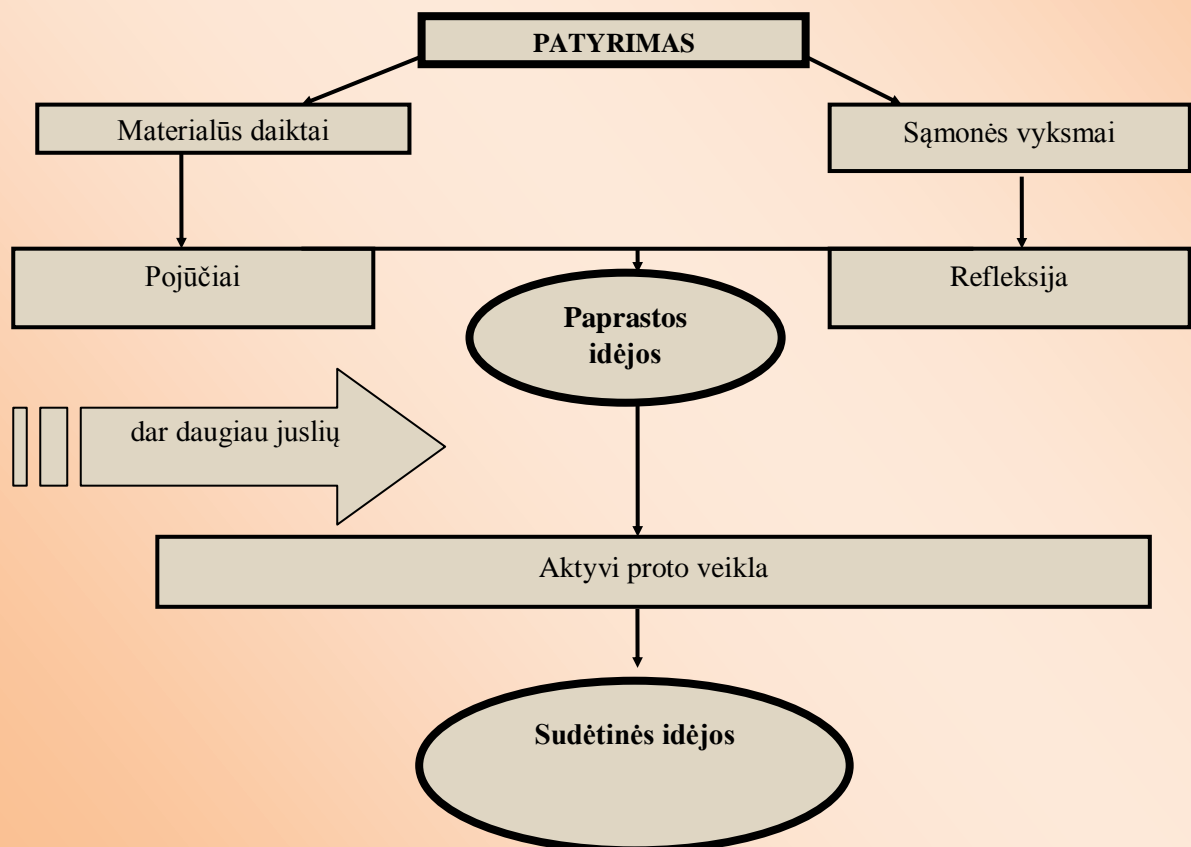 PATYRIMAS
Materialūs daiktai
Sąmonės vyksmai
Pojūčiai
Refleksija
Paprastos
idėjos
dar daugiau juslių
Aktyvi proto veikla
Sudėtinės idėjos